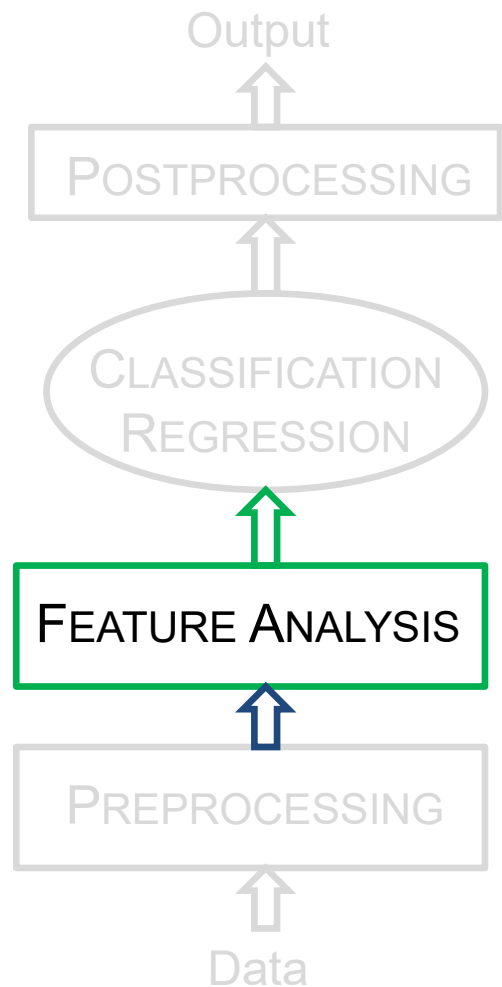 Output
POSTPROCESSING
CLASSIFICATION
REGRESSION
FEATURE ANALYSIS
PREPROCESSING
Data